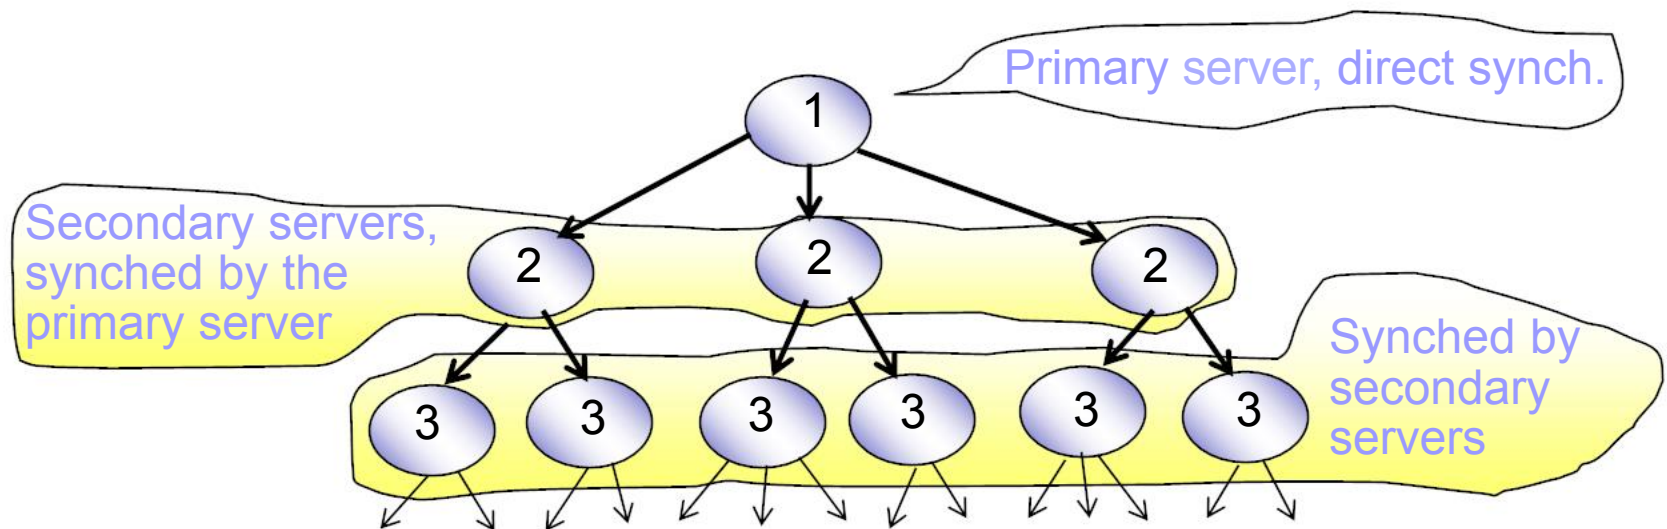 Primary server, direct synch.
1
Secondary servers,
synched by the
primary server
2
2
2
Synched by
secondary
servers
3
3
3
3
3
3